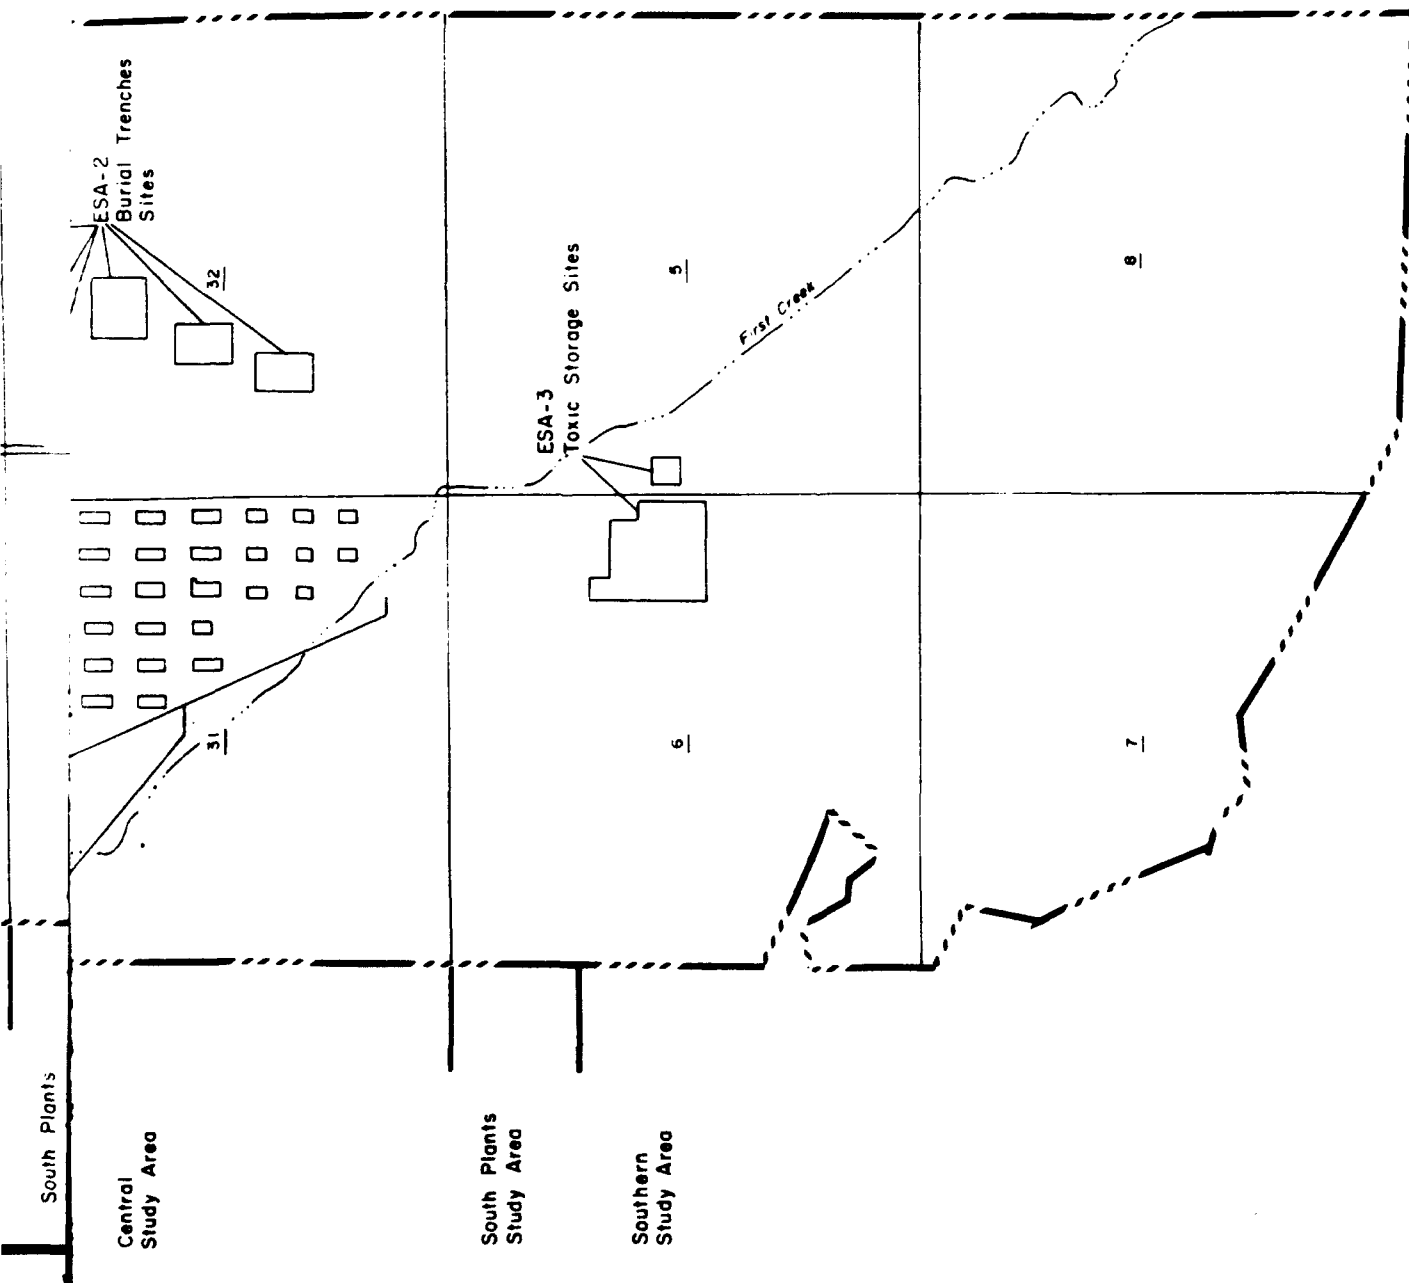 ESA-2
Burial Trenches
Sites
32
5
8
First Creek
ESA-3
Toxic Storage Sites
31
6
7
South Plants
Central
Study Area
South Plants
Study Area
Southern
Study Area